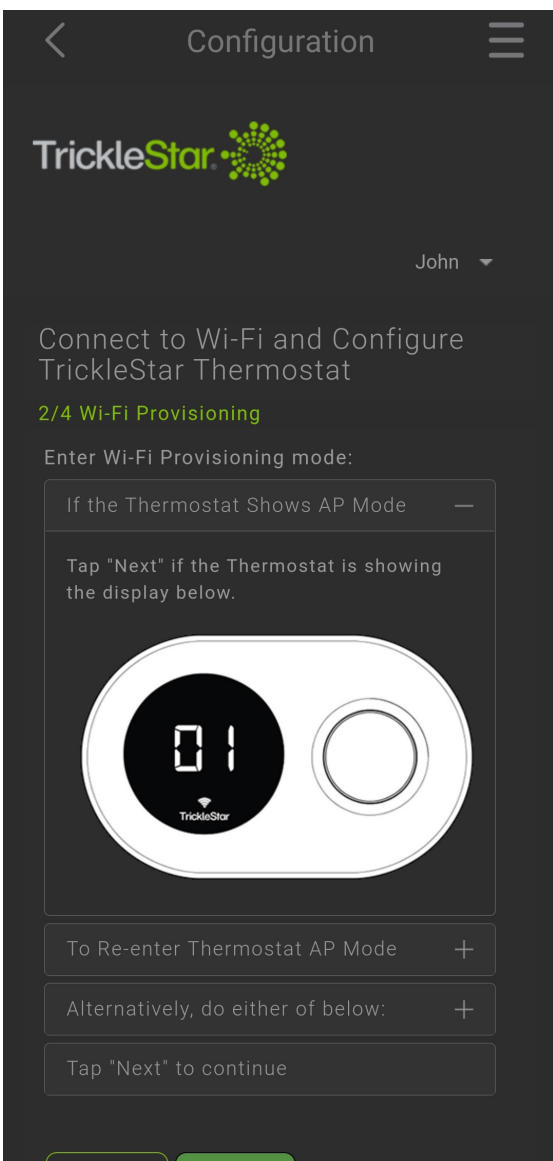 Configuration
TrickleStar
John
Connect to Wi-Fi and Configure
TrickleStar Thermostat
2/4 Wi-Fi Provisioning
Enter Wi-Fi Provisioning mode:
If the Thermostat Shows AP Mode
Tap "Next" if the Thermostat is showing
the display below.
01
TrickleStar
To Re-enter Thermostat AP Mode
Alternatively, do either of below:
Tap "Next" to continue